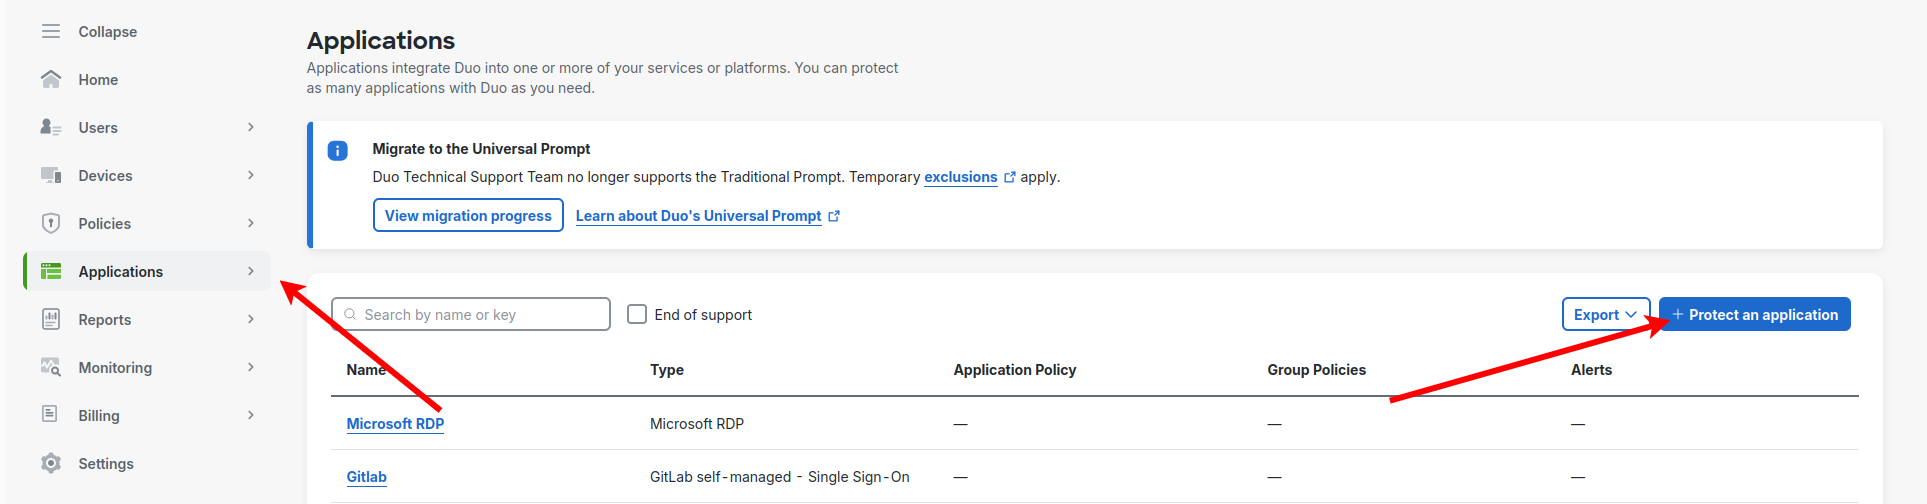 Collapse
Home
Users
Devices
Policies
Applications
Reports
Monitoring
Billing
Settings
Applications
Applications integrate Duo into one or more of your services or platforms. You can protect
as many applications with Duo as you need.
Migrate to the Universal Prompt
Duo Technical Support Team no longer supports the Traditional Prompt. Temporary exclusions apply.
View migration progress Learn about Duo's Universal Prompt
Search by name or key End of support Export + Protect an application
Name Type Application Policy Group Policies Alerts
Microsoft RDP Microsoft RDP — — —
Gitlab GitLab self-managed - Single Sign-On — — —